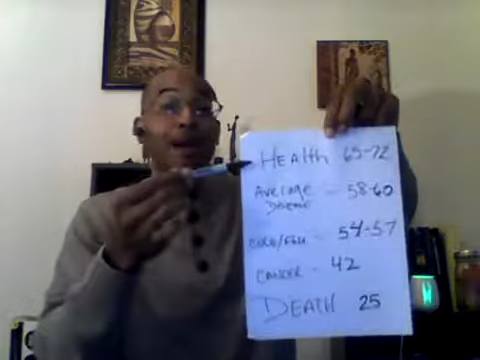 HEAltH 65-72
AVERAGE - 58-60
DISEASE
COLD/FLU - 54-57
CANCER - 42
DEATH 25